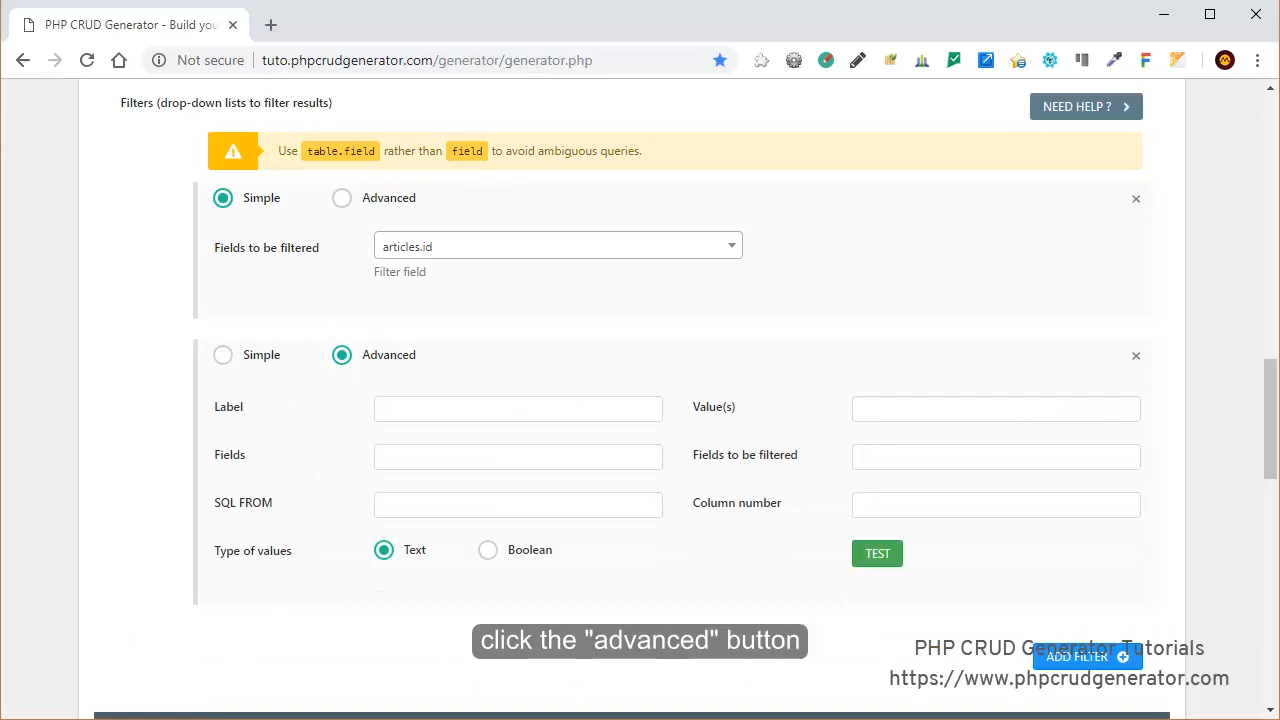 PHP CRUD Generator - Build you
Not secure
tuto.phpcrudgenerator.com/generator/generator.php
Filters (drop-down lists to filter results)
NEED HELP ?
Use table.field rather than field to avoid ambiguous queries.
Simple
Advanced
Fields to be filtered
articles.id
Filter field
Simple
Advanced
Label
Value(s)
Fields
Fields to be filtered
SQL FROM
Column number
Type of values
Text
Boolean
TEST
click the "advanced" button
PHP CRUD Generator Tutorials
ADD FILTER
https://www.phpcrudgenerator.com